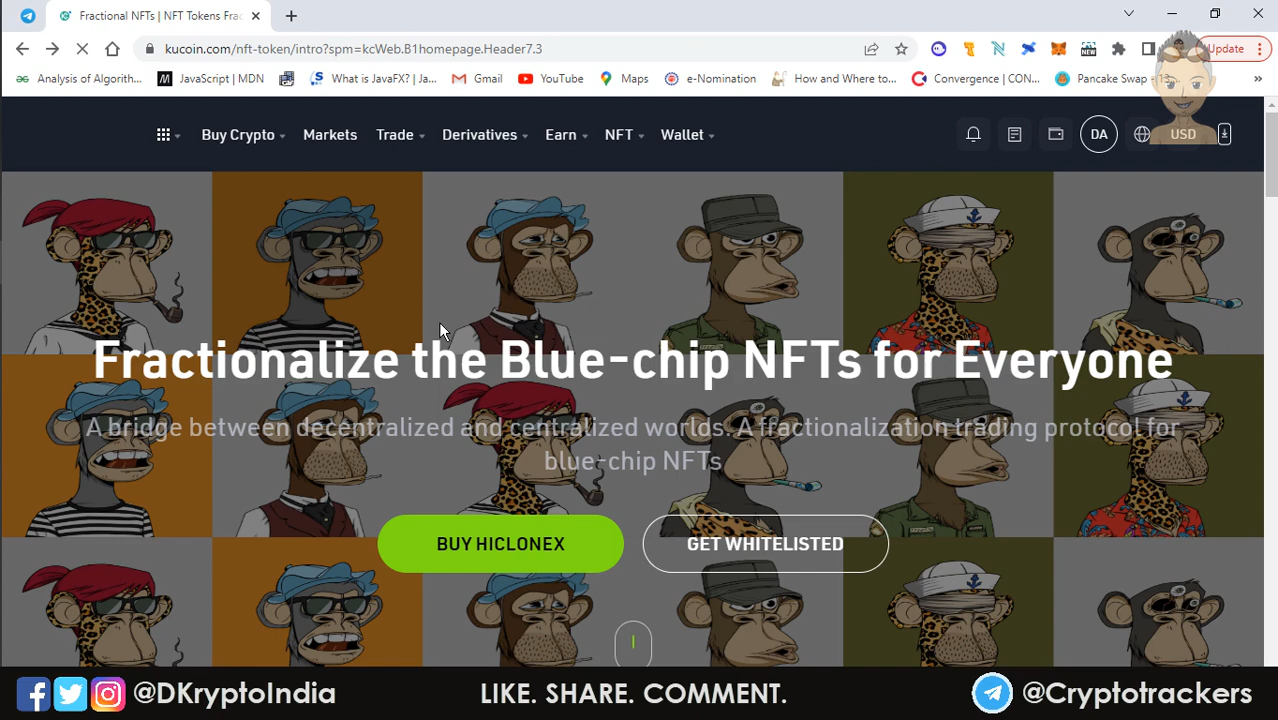 Fractional NFTs | NFT Tokens Frac
kucoin.com/nft-token/intro?spm=kcWeb.B1homepage.Header7.3
Update
Analysis of Algorith...
JavaScript | MDN
What is JavaFX? | Ja...
Gmail
YouTube
Maps
e-Nomination
How and Where to...
Convergence | CON...
Pancake Swap - 13...
Buy Crypto
Markets
Trade
Derivatives
Earn
NFT
Wallet
DA
USD
Fractionalize the Blue-chip NFTs for Everyone
A bridge between decentralized and centralized worlds. A fractionalization trading protocol for
blue-chip NFTs
BUY HICLONEX
GET WHITELISTED
@DKryptoIndia
LIKE. SHARE. COMMENT.
@Cryptotrackers